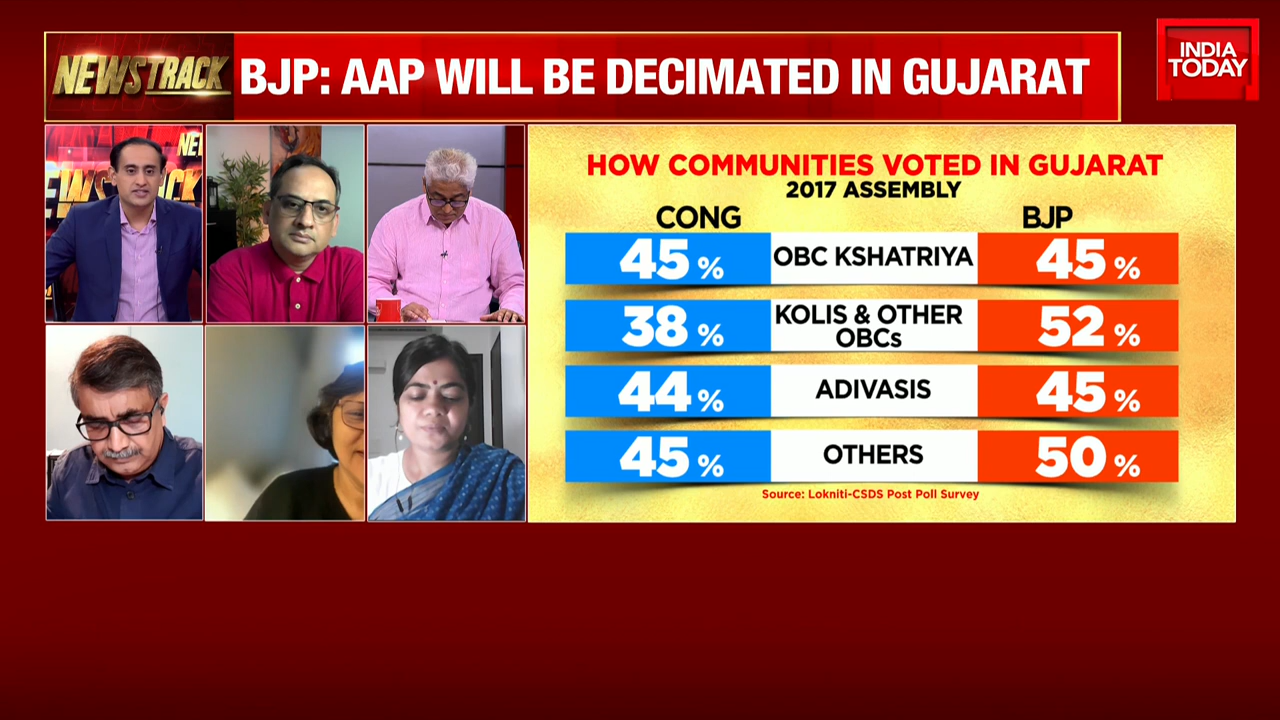 NEWSTRACK
BJP: AAP WILL BE DECIMATED IN GUJARAT
INDIA
TODAY
NE
EWSTRACK
HOW COMMUNITIES VOTED IN GUJARAT
2017 ASSEMBLY
CONG
BJP
45 %
OBC KSHATRIYA
45 %
38 %
KOLIS & OTHER
OBCs
52 %
44 %
ADIVASIS
45 %
45 %
OTHERS
50 %
Source: Lokniti-CSDS Post Poll Survey